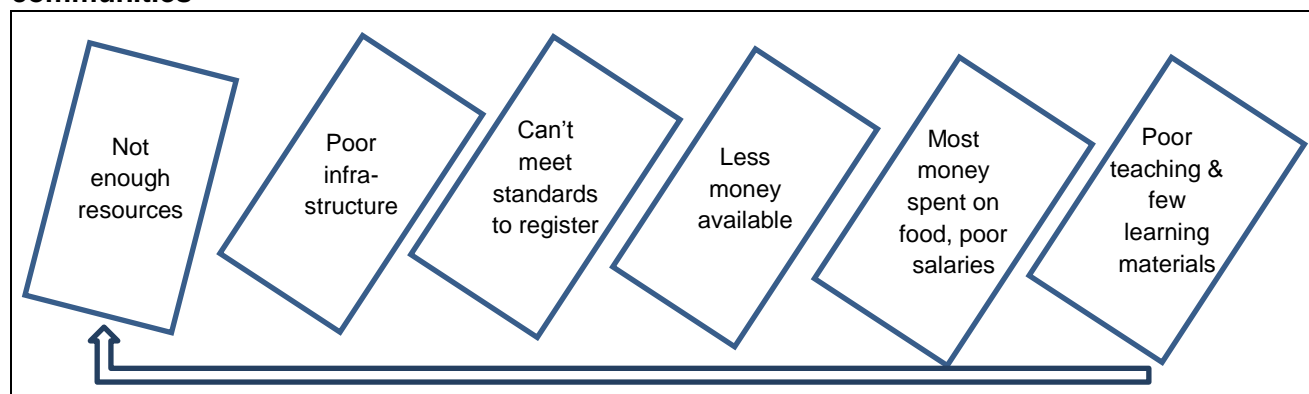 communities
Not
enough
resources
Poor
infra-
structure
Can’t
meet
standards
to register
Less
money
available
Most
money
spent on
food, poor
salaries
Poor
teaching &
few
learning
materials